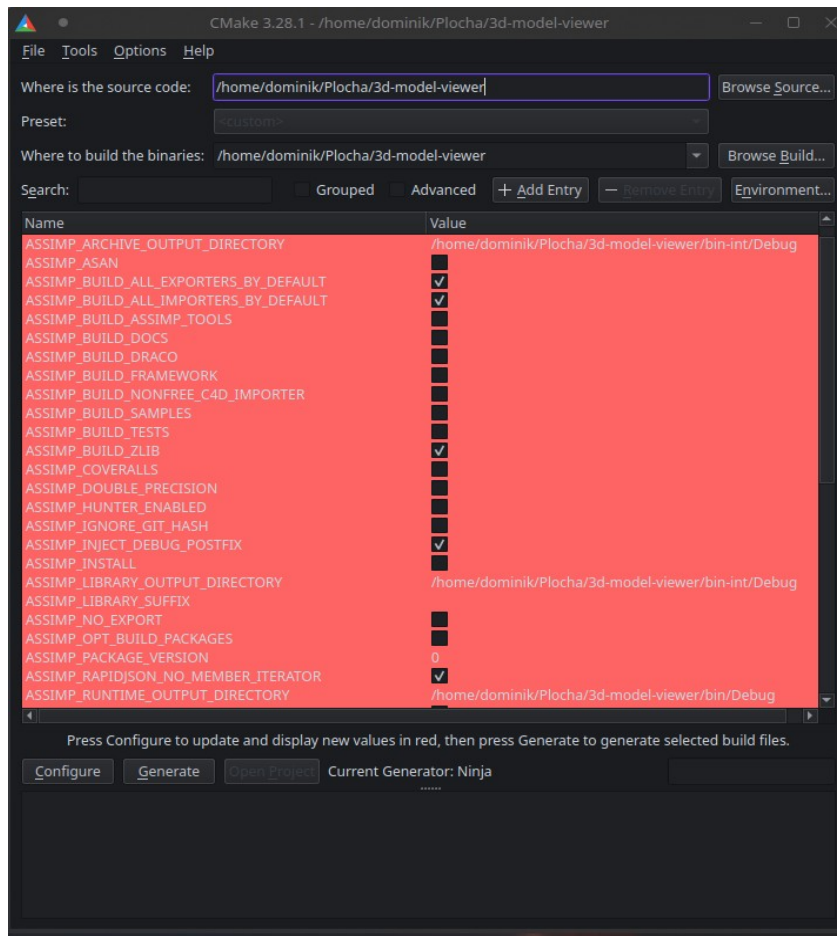 CMake 3.28.1 - /home/dominik/Plocha/3d-model-viewer
File Tools Options Help
Where is the source code: /home/dominik/Plocha/3d-model-viewer Browse Source...
Preset: <custom>
Where to build the binaries: /home/dominik/Plocha/3d-model-viewer Browse Build...
Search: Grouped Advanced + Add Entry − Remove Entry Environment...
Name Value
ASSIMP_ARCHIVE_OUTPUT_DIRECTORY /home/dominik/Plocha/3d-model-viewer/bin-int/Debug
ASSIMP_ASAN
ASSIMP_BUILD_ALL_EXPORTERS_BY_DEFAULT
ASSIMP_BUILD_ALL_IMPORTERS_BY_DEFAULT
ASSIMP_BUILD_ASSIMP_TOOLS
ASSIMP_BUILD_DOCS
ASSIMP_BUILD_DRACO
ASSIMP_BUILD_FRAMEWORK
ASSIMP_BUILD_NONFREE_C4D_IMPORTER
ASSIMP_BUILD_SAMPLES
ASSIMP_BUILD_TESTS
ASSIMP_BUILD_ZLIB
ASSIMP_COVERALLS
ASSIMP_DOUBLE_PRECISION
ASSIMP_HUNTER_ENABLED
ASSIMP_IGNORE_GIT_HASH
ASSIMP_INJECT_DEBUG_POSTFIX
ASSIMP_INSTALL
ASSIMP_LIBRARY_OUTPUT_DIRECTORY /home/dominik/Plocha/3d-model-viewer/bin-int/Debug
ASSIMP_LIBRARY_SUFFIX
ASSIMP_NO_EXPORT
ASSIMP_OPT_BUILD_PACKAGES
ASSIMP_PACKAGE_VERSION 0
ASSIMP_RAPIDJSON_NO_MEMBER_ITERATOR
ASSIMP_RUNTIME_OUTPUT_DIRECTORY /home/dominik/Plocha/3d-model-viewer/bin/Debug
Press Configure to update and display new values in red, then press Generate to generate selected build files.
Configure Generate Open Project Current Generator: Ninja